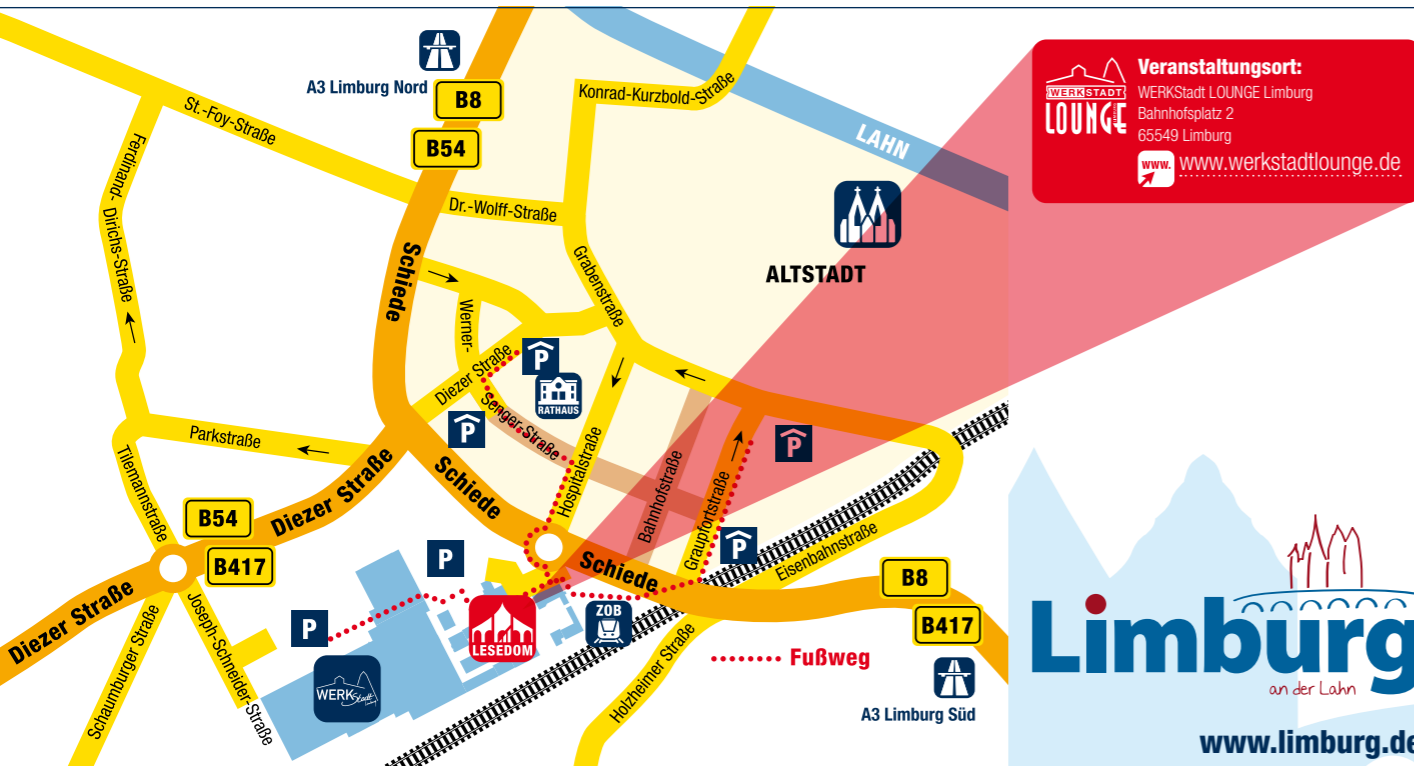 A3 Limburg Nord
B8
B54
St.-Foy-Straße
Konrad-Kurzbold-Straße
LAHN
WERKSTADT
LOUNGE
Veranstaltungsort:
WERKStadt LOUNGE Limburg
Bahnhofsplatz 2
65549 Limburg
www.
www.werkstadtlounge.de
Ferdinand-
Dirichs-Straße
Dr.-Wolff-Straße
Schiede
Grabenstraße
ALTSTADT
Werner-
Senger-Straße
Diezer Straße
P
RATHAUS
P
P
Parkstraße
Tilemannstraße
Diezer Straße
Schiede
Hospitalstraße
Bahnhofstraße
Graupfortstraße
P
Eisenbahnstraße
B54
B417
P
Schiede
B8
B417
Diezer Straße
Schaumburger Straße
Joseph-Schneider-Straße
P
LESEDOM
ZOB
WERKStadt
Holzheimer Straße
Fußweg
A3 Limburg Süd
Limburg
an der Lahn
www.limburg.de